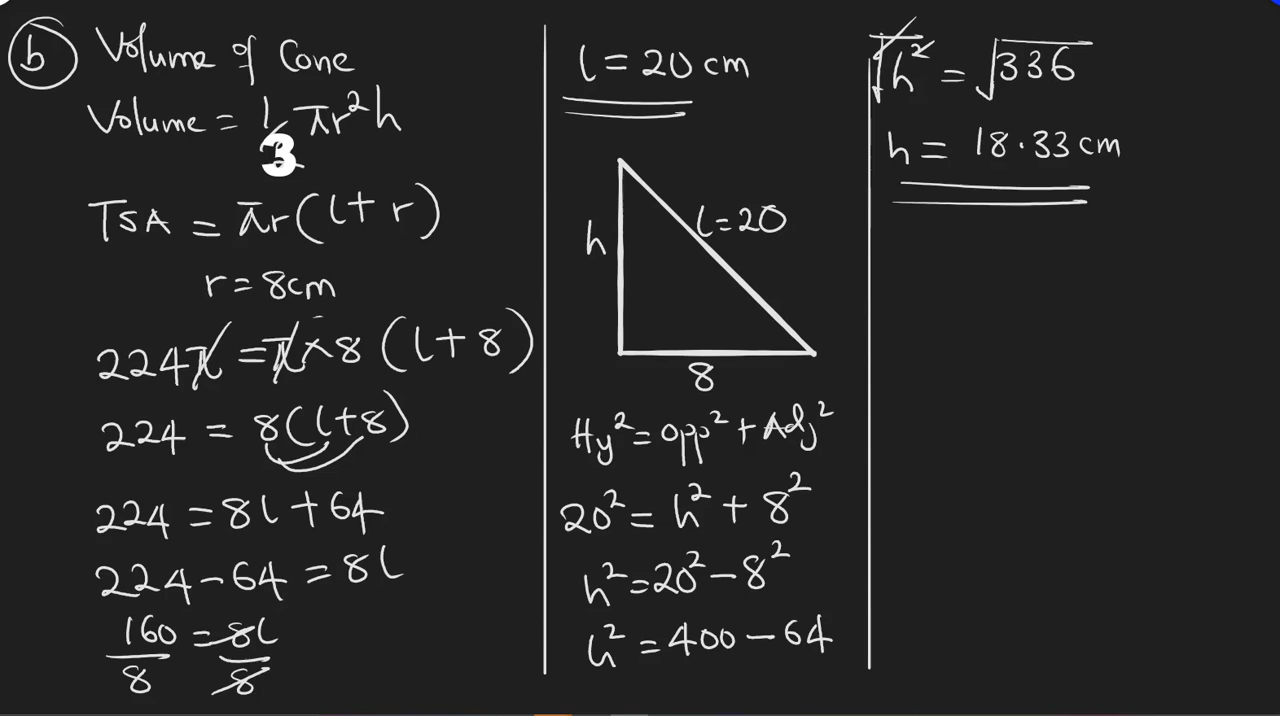 b Volume of Cone
Volume = 1/3 πr²h
TSA = πr(l + r)
r = 8cm
224π = π×8 (l + 8)
224 = 8(l+8)
224 = 8l + 64
224 - 64 = 8l
160/8 = 8l/8
l = 20 cm
h
l = 20
8
Hy² = opp² + Adj²
20² = h² + 8²
h² = 20² - 8²
h² = 400 - 64
√h² = √336
h = 18.33 cm